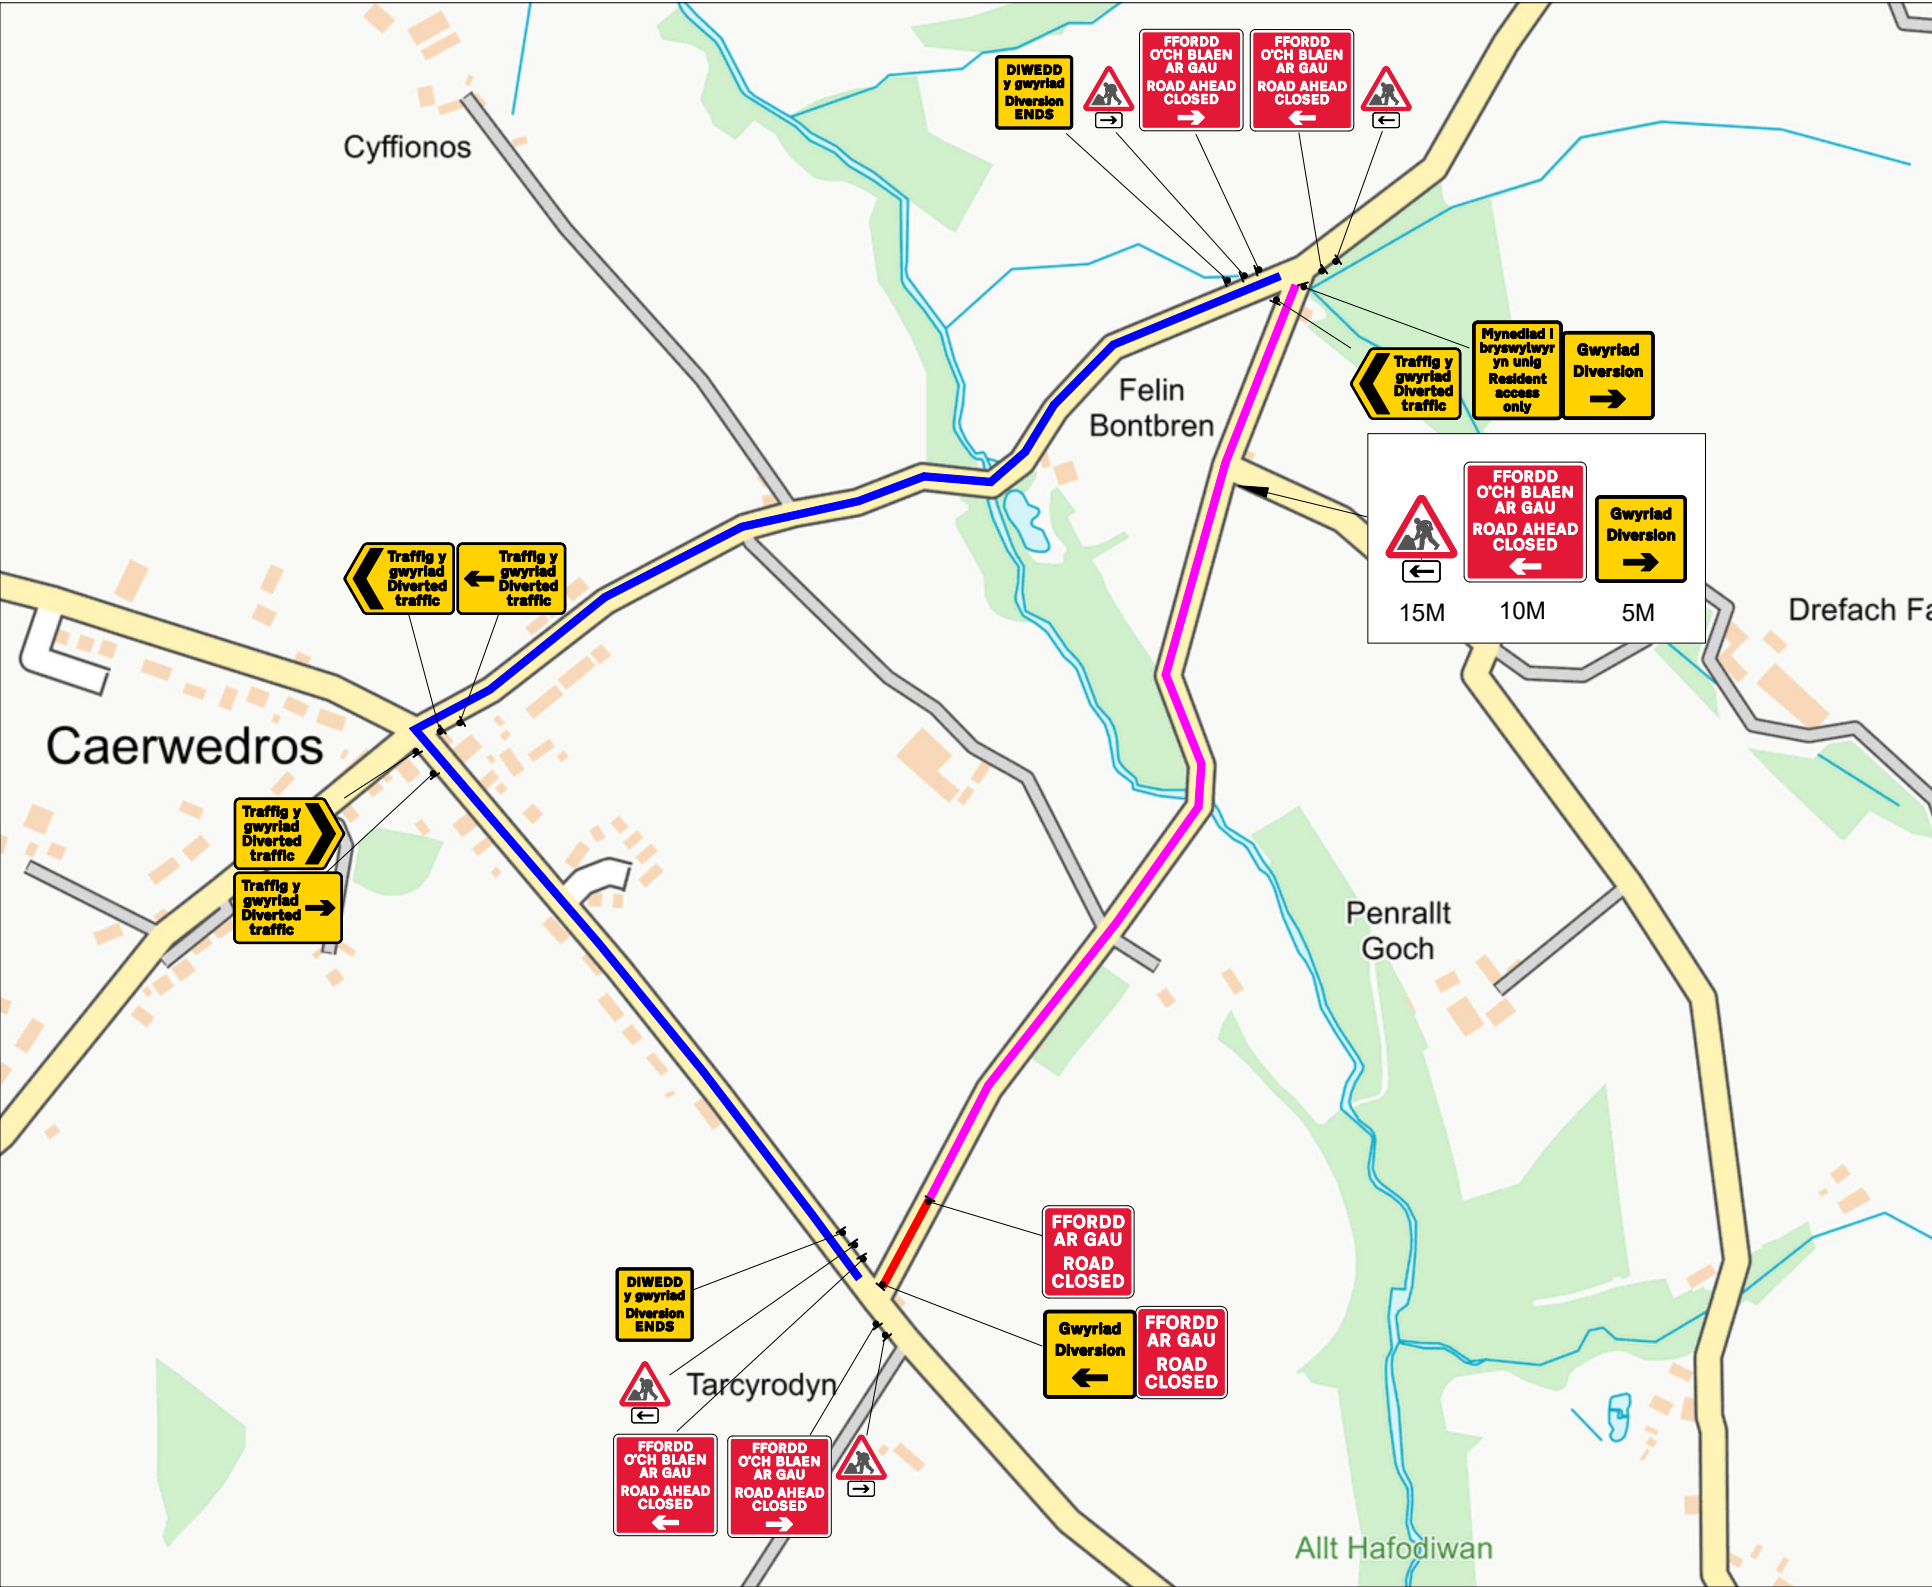 DIWEDD
y gwyriad
Diversion
ENDS
FFORDD
O'CH BLAEN
AR GAU
ROAD AHEAD
CLOSED
FFORDD
O'CH BLAEN
AR GAU
ROAD AHEAD
CLOSED
Cyffionos
Felin
Bontbren
Traffig y
gwyriad
Diverted
traffic
Mynediad i
bryswylwyr
yn unig
Resident
access
only
Gwyriad
Diversion
FFORDD
O'CH BLAEN
AR GAU
ROAD AHEAD
CLOSED
Gwyriad
Diversion
15M
10M
5M
Drefach Fa
Traffig y
gwyriad
Diverted
traffic
Traffig y
gwyriad
Diverted
traffic
Caerwedros
Traffig y
gwyriad
Diverted
traffic
Traffig y
gwyriad
Diverted
traffic
Penrallt
Goch
FFORDD
AR GAU
ROAD
CLOSED
DIWEDD
y gwyriad
Diversion
ENDS
Gwyriad
Diversion
FFORDD
AR GAU
ROAD
CLOSED
Tarcyrodyn
FFORDD
O'CH BLAEN
AR GAU
ROAD AHEAD
CLOSED
FFORDD
O'CH BLAEN
AR GAU
ROAD AHEAD
CLOSED
Allt Hafodiwan